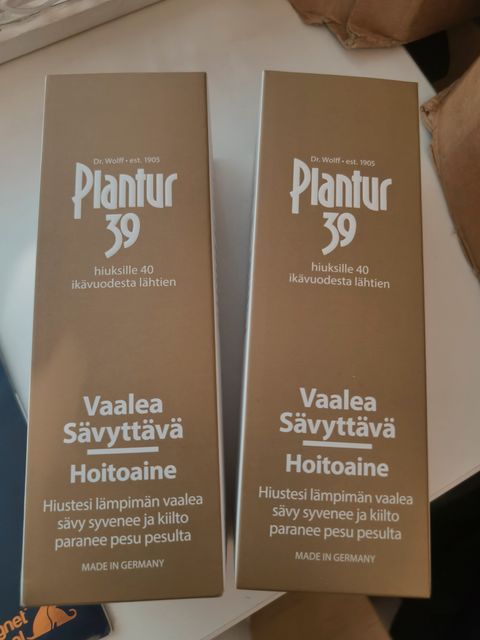 Dr. Wolff • est. 1905
Plantur
39
hiuksille 40
ikävuodesta lähtien
Vaalea
Sävyttävä
Hoitoaine
Hiustesi lämpimän vaalea
sävy syvenee ja kiilto
paranee pesu pesulta
MADE IN GERMANY
Dr. Wolff • est. 1905
Plantur
39
hiuksille 40
ikävuodesta lähtien
Vaalea
Sävyttävä
Hoitoaine
Hiustesi lämpimän vaalea
sävy syvenee ja kiilto
paranee pesu pesulta
MADE IN GERMANY